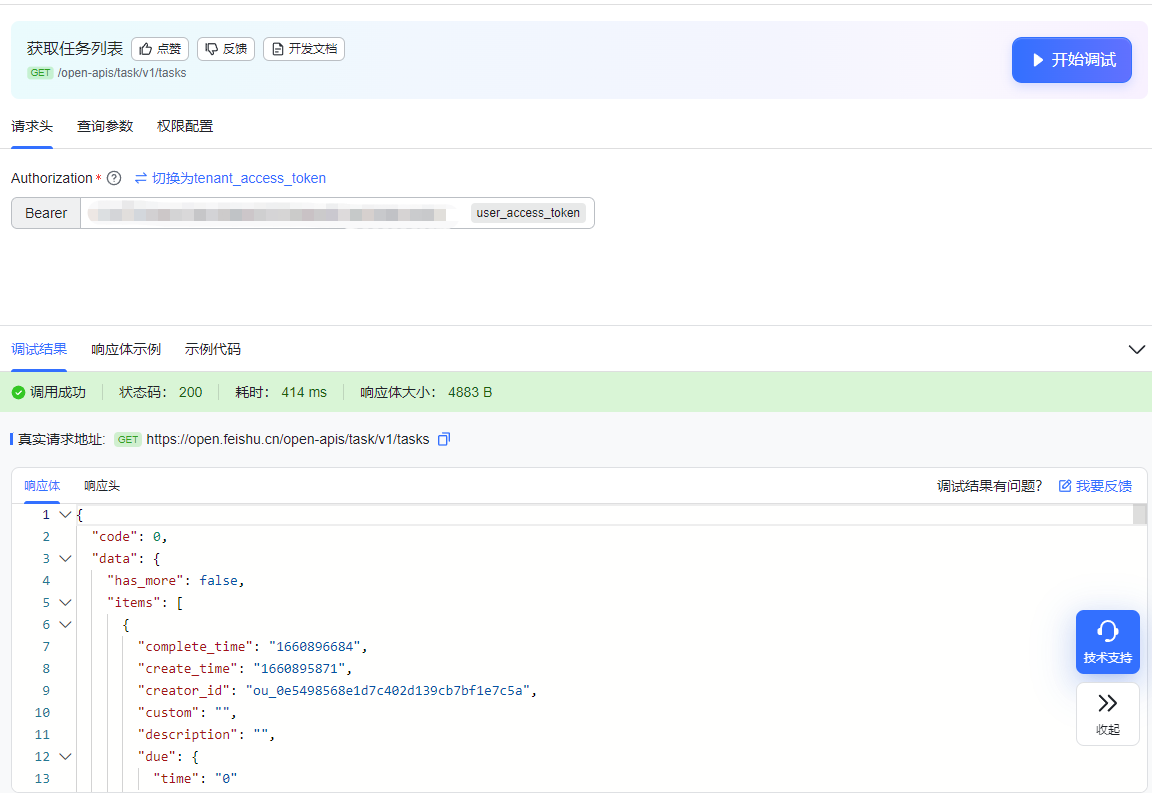 获取任务列表 点赞 反馈 开发文档
GET /open-apis/task/v1/tasks
开始调试
请求头 查询参数 权限配置
Authorization * ? 切换为tenant_access_token
Bearer user_access_token
调试结果 响应体示例 示例代码
调用成功 状态码： 200 耗时： 414 ms 响应体大小： 4883 B
真实请求地址: GET https://open.feishu.cn/open-apis/task/v1/tasks
响应体 响应头 调试结果有问题? 我要反馈
1 {
2 "code": 0,
3 "data": {
4 "has_more": false,
5 "items": [
6 {
7 "complete_time": "1660896684",
8 "create_time": "1660895871",
9 "creator_id": "ou_0e5498568e1d7c402d139cb7bf1e7c5a",
10 "custom": "",
11 "description": "",
12 "due": {
13 "time": "0"
技术支持
收起